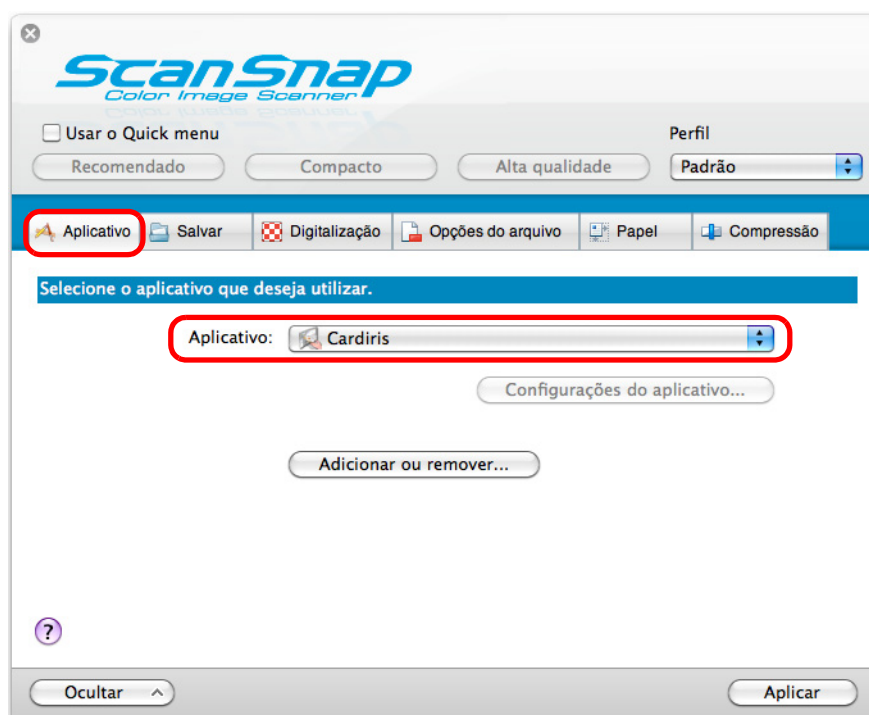 ScanSnap
Color Image Scanner
Usar o Quick menu
Perfil
Recomendado
Compacto
Alta qualidade
Padrão
Aplicativo
Salvar
Digitalização
Opções do arquivo
Papel
Compressão
Selecione o aplicativo que deseja utilizar.
Aplicativo: Cardiris
Configurações do aplicativo...
Adicionar ou remover...
?
Ocultar
Aplicar